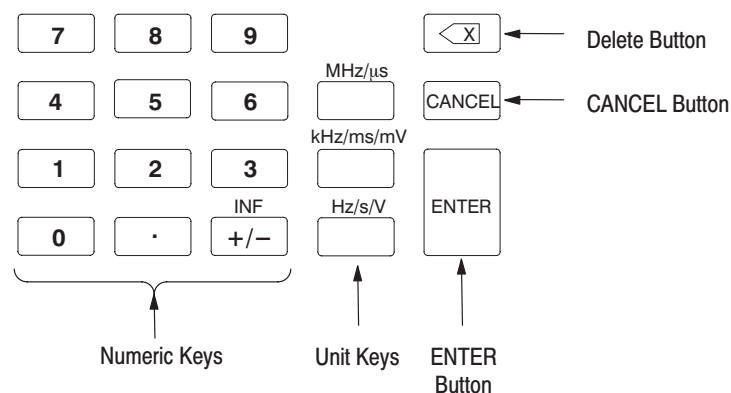 7 8 9 X Delete Button
MHz/µs
4 5 6 CANCEL CANCEL Button
kHz/ms/mV
1 2 3
INF Hz/s/V ENTER
0 . +/−
Numeric Keys Unit Keys ENTER
Button